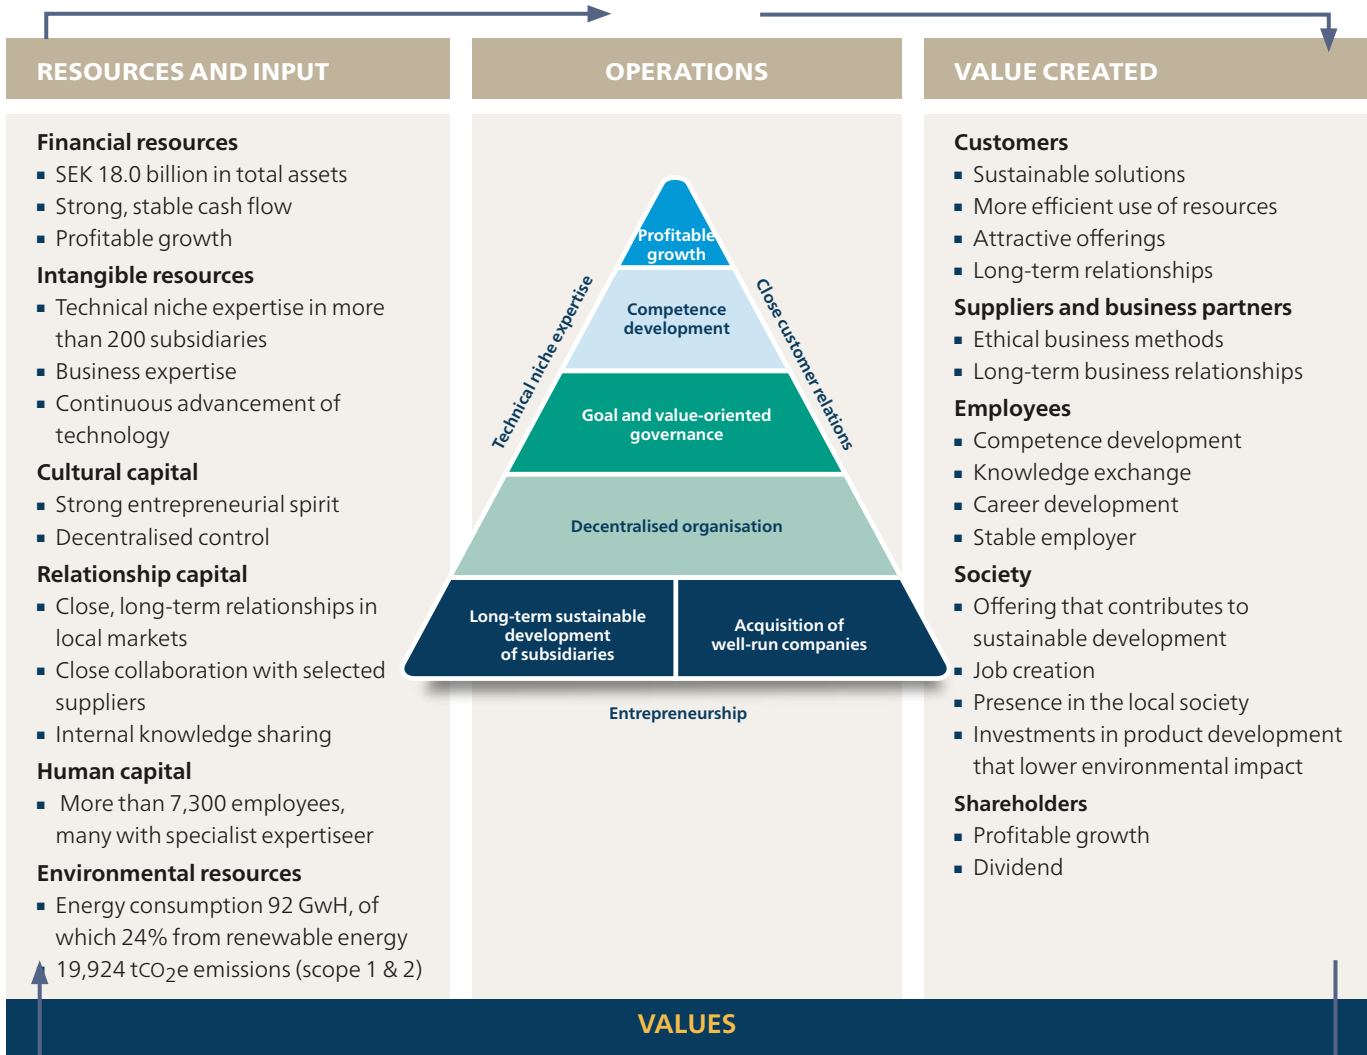 RESOURCES AND INPUT
Financial resources
▪ SEK 18.0 billion in total assets
▪ Strong, stable cash flow
▪ Profitable growth
Intangible resources
▪ Technical niche expertise in more
than 200 subsidiaries
▪ Business expertise
▪ Continuous advancement of
technology
Cultural capital
▪ Strong entrepreneurial spirit
▪ Decentralised control
Relationship capital
▪ Close, long-term relationships in
local markets
▪ Close collaboration with selected
suppliers
▪ Internal knowledge sharing
Human capital
▪ More than 7,300 employees,
many with specialist expertiseer
Environmental resources
▪ Energy consumption 92 GwH, of
which 24% from renewable energy
19,924 tCO2e emissions (scope 1 & 2)
OPERATIONS
Profitable
growth
Competence
development
Goal and value-oriented
governance
Decentralised organisation
Long-term sustainable
development
of subsidiaries
Acquisition of
well-run companies
Technical niche expertise
Close customer relations
Entrepreneurship
VALUE CREATED
Customers
▪ Sustainable solutions
▪ More efficient use of resources
▪ Attractive offerings
▪ Long-term relationships
Suppliers and business partners
▪ Ethical business methods
▪ Long-term business relationships
Employees
▪ Competence development
▪ Knowledge exchange
▪ Career development
▪ Stable employer
Society
▪ Offering that contributes to
sustainable development
▪ Job creation
▪ Presence in the local society
▪ Investments in product development
that lower environmental impact
Shareholders
▪ Profitable growth
▪ Dividend
VALUES